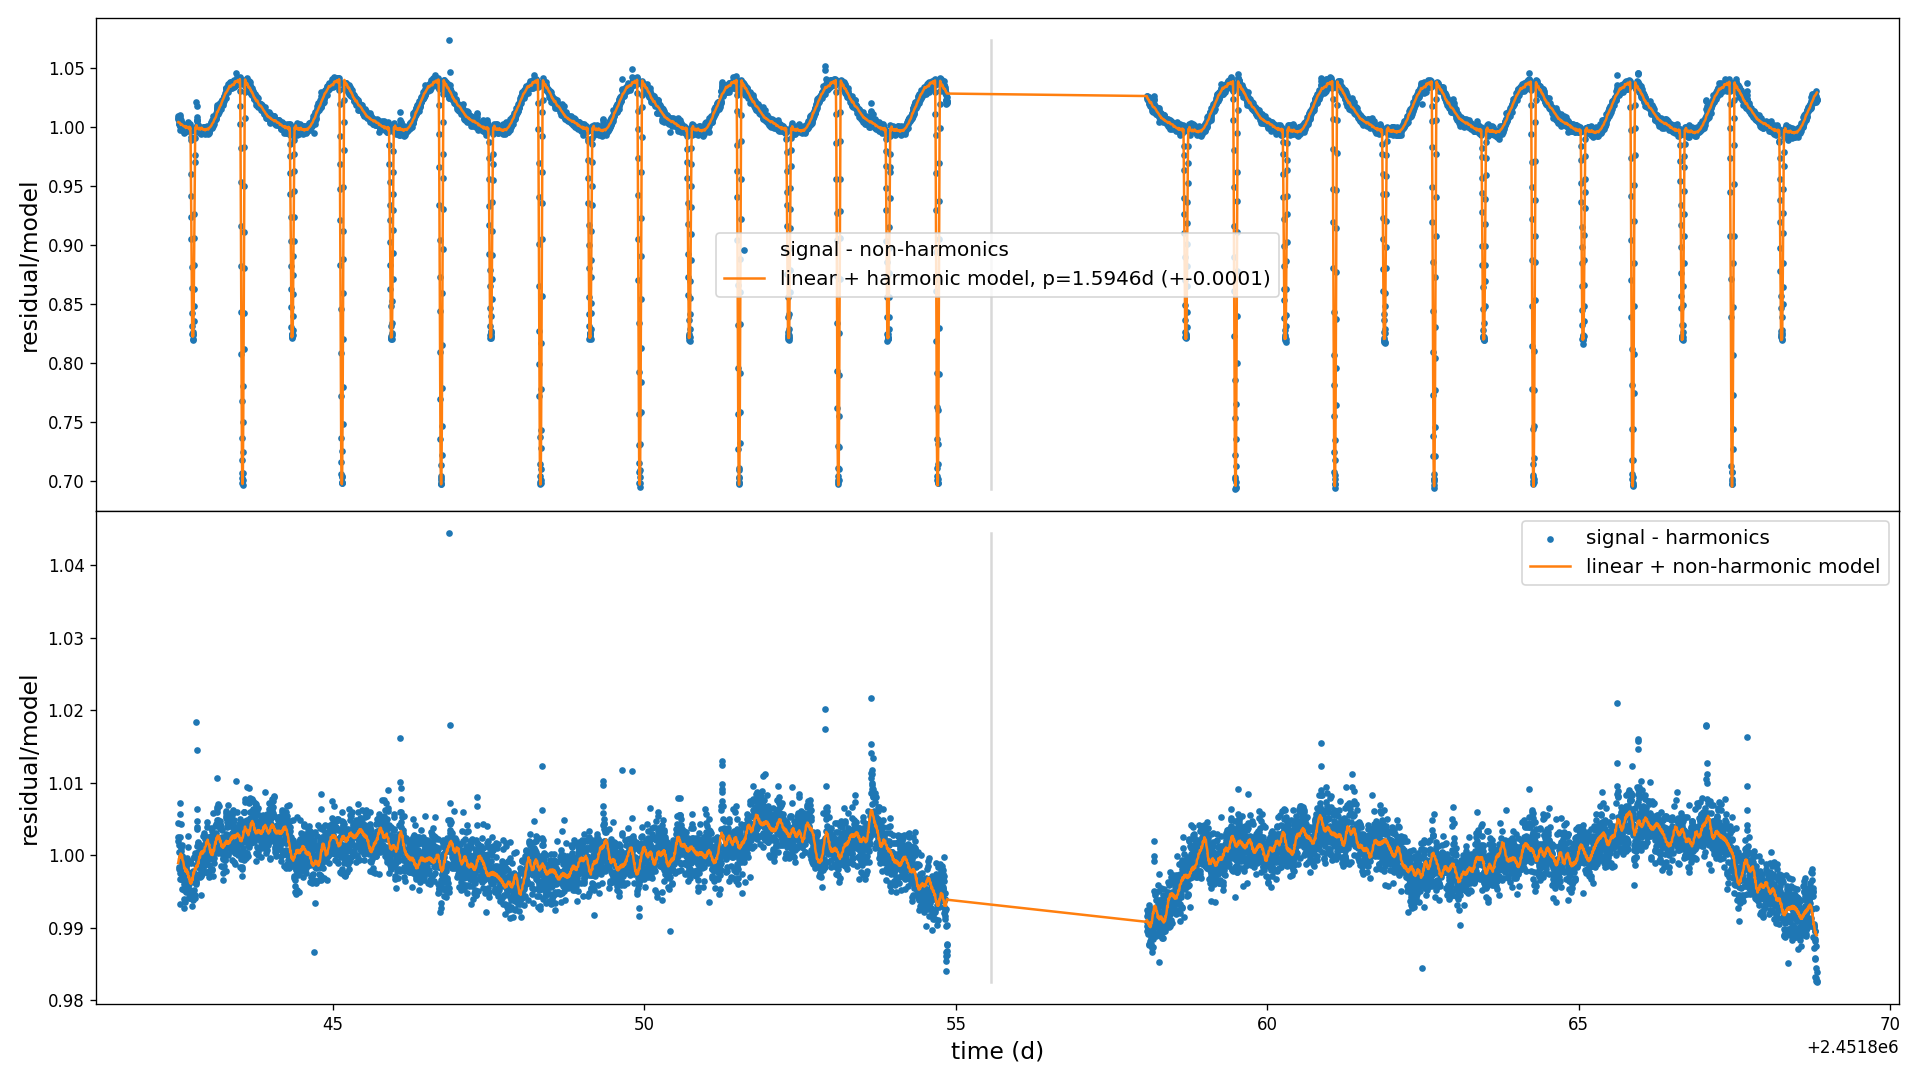 residual/model
1.05
1.00
0.95
0.90
0.85
0.80
0.75
0.70
signal - non-harmonics
linear + harmonic model, p=1.5946d (+-0.0001)
residual/model
1.04
1.03
1.02
1.01
1.00
0.99
0.98
signal - harmonics
linear + non-harmonic model
45
50
55
60
65
70
time (d)
+2.4518e6